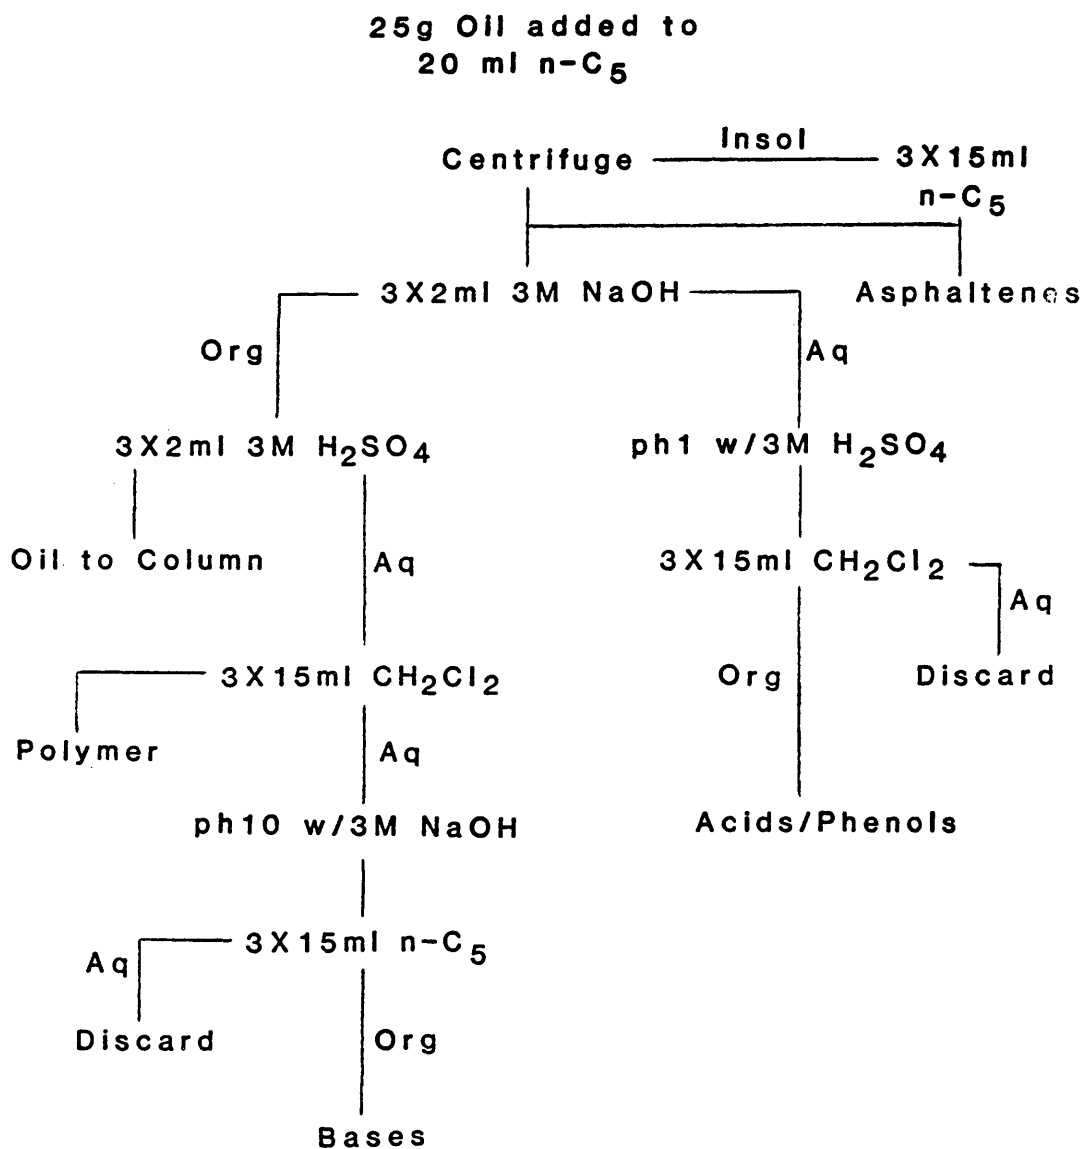 25g Oil added to
20 ml n-C5
Centrifuge
Insol
3X15ml
n-C5
3X2ml 3M NaOH
Asphaltenes
Org
Aq
3X2ml 3M H2SO4
ph1 w/3M H2SO4
Oil to Column
Aq
3X15ml CH2Cl2
Aq
3X15ml CH2Cl2
Org
Discard
Polymer
Aq
ph10 w/3M NaOH
Acids/Phenols
3X15ml n-C5
Aq
Discard
Org
Bases